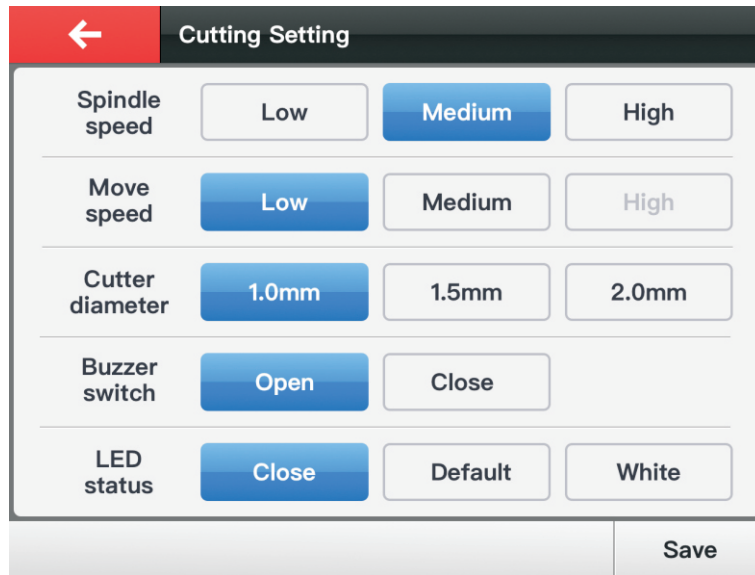 Cutting Setting
Spindle speed Low Medium High
Move speed Low Medium High
Cutter diameter 1.0mm 1.5mm 2.0mm
Buzzer switch Open Close
LED status Close Default White
Save